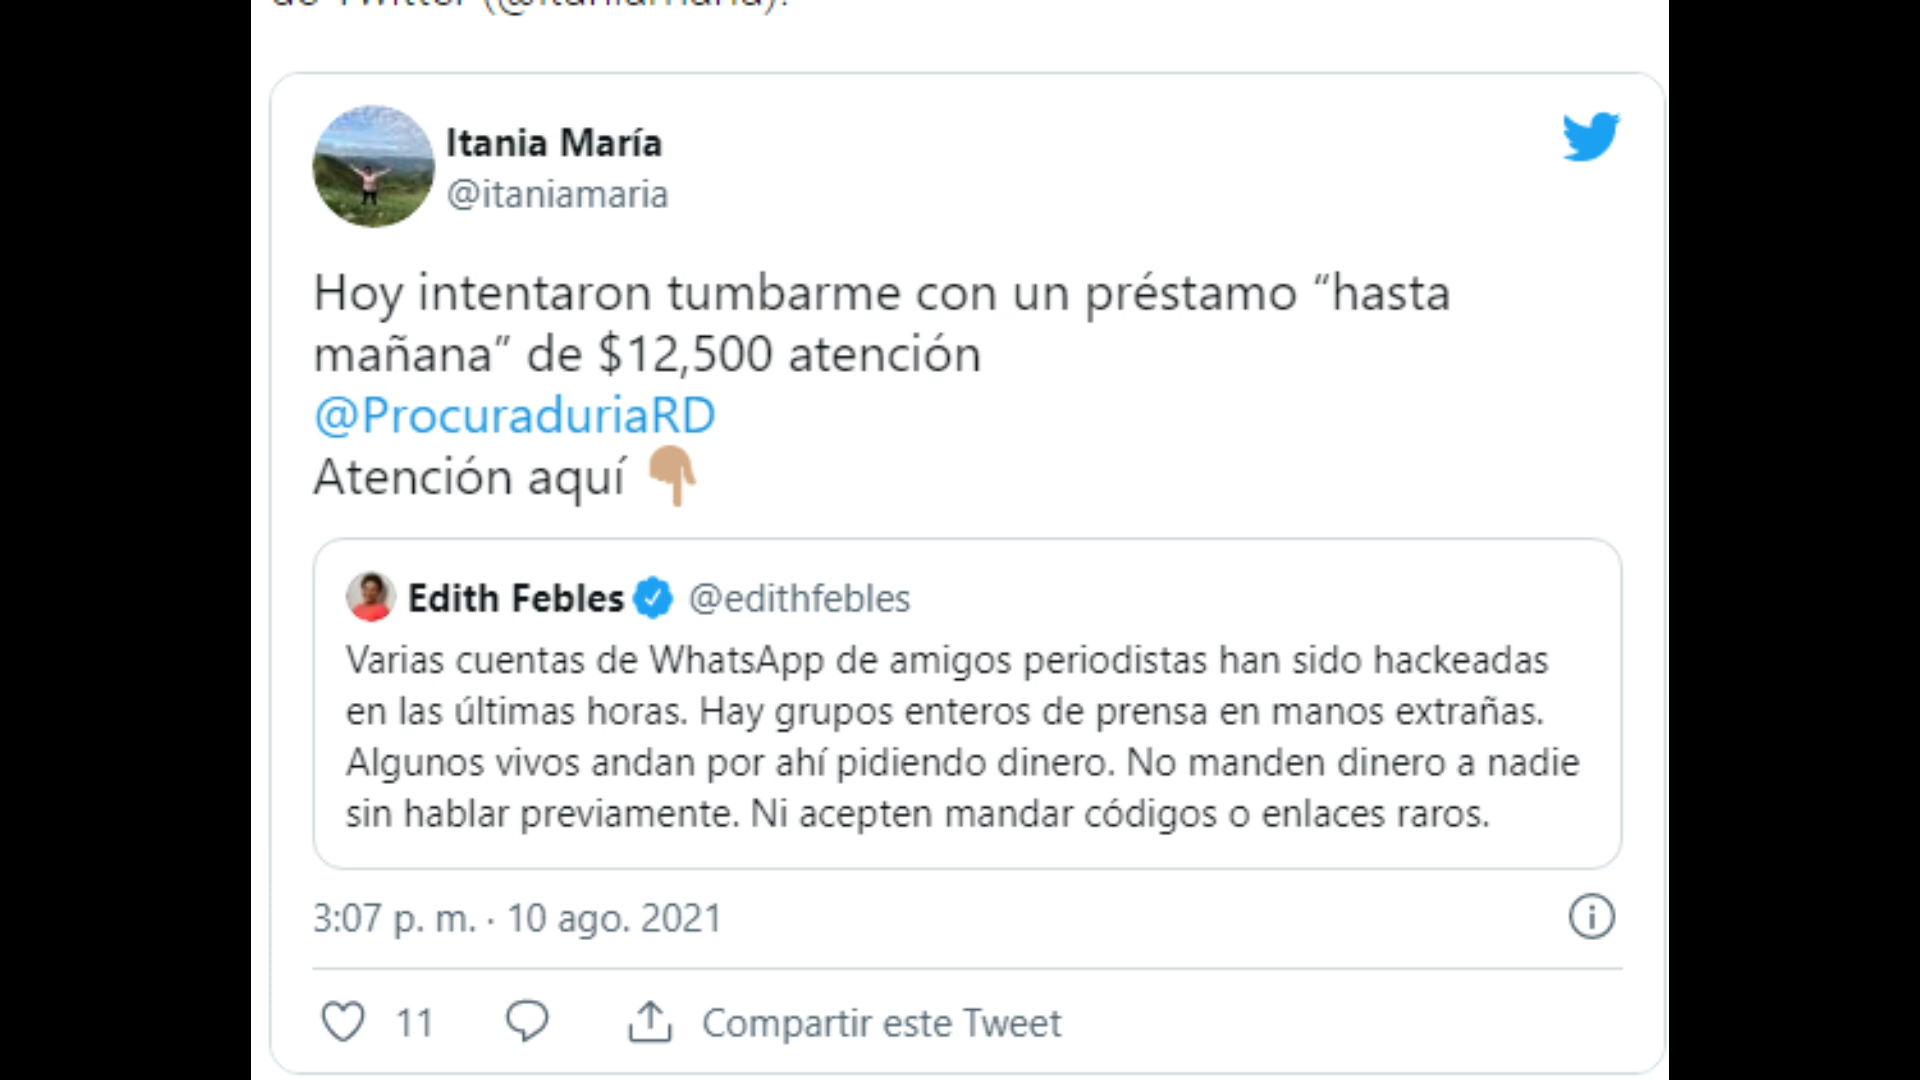 Itania María
@itaniamaria
Hoy intentaron tumbarme con un préstamo “hasta
mañana” de $12,500 atención
@ProcuraduriaRD
Atención aquí
Edith Febles @edithfebles
Varias cuentas de WhatsApp de amigos periodistas han sido hackeadas
en las últimas horas. Hay grupos enteros de prensa en manos extrañas.
Algunos vivos andan por ahí pidiendo dinero. No manden dinero a nadie
sin hablar previamente. Ni acepten mandar códigos o enlaces raros.
3:07 p. m. · 10 ago. 2021
11
Compartir este Tweet